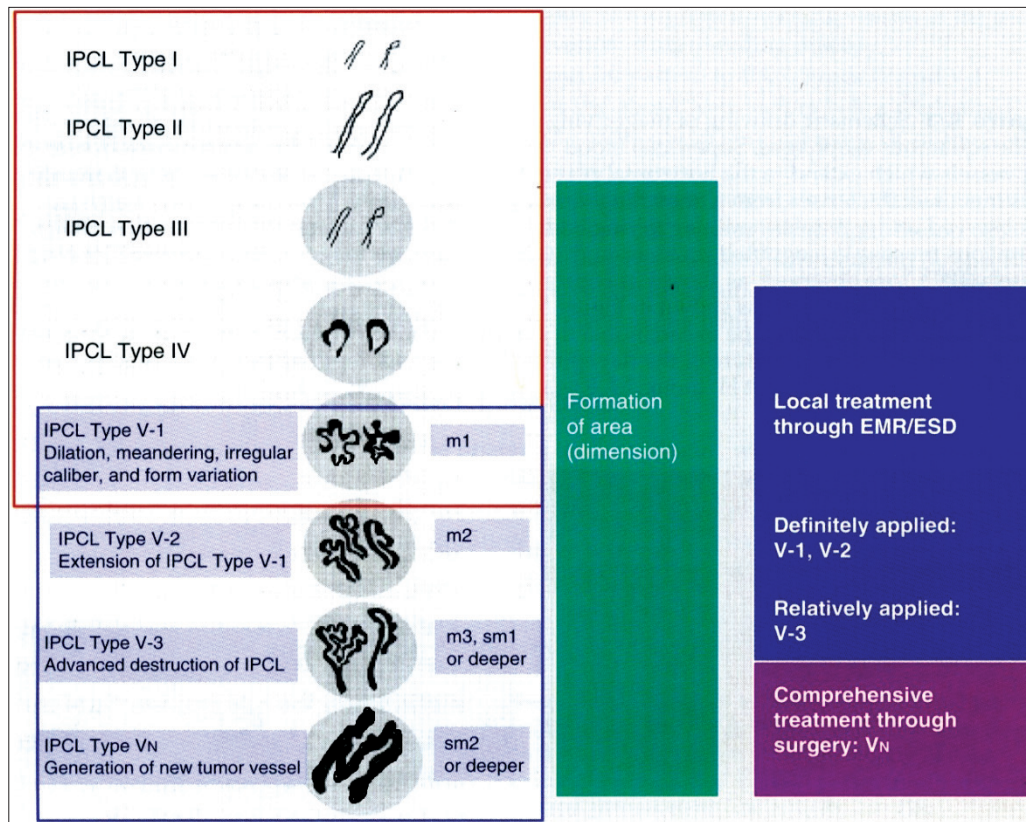 IPCL Type I
IPCL Type II
IPCL Type III
IPCL Type IV
IPCL Type V-1
Dilation, meandering, irregular
caliber, and form variation
m1
IPCL Type V-2
Extension of IPCL Type V-1
m2
IPCL Type V-3
Advanced destruction of IPCL
m3, sm1
or deeper
IPCL Type VN
Generation of new tumor vessel
sm2
or deeper
Formation
of area
(dimension)
Local treatment
through EMR/ESD
Definitely applied:
V-1, V-2
Relatively applied:
V-3
Comprehensive
treatment through
surgery: VN